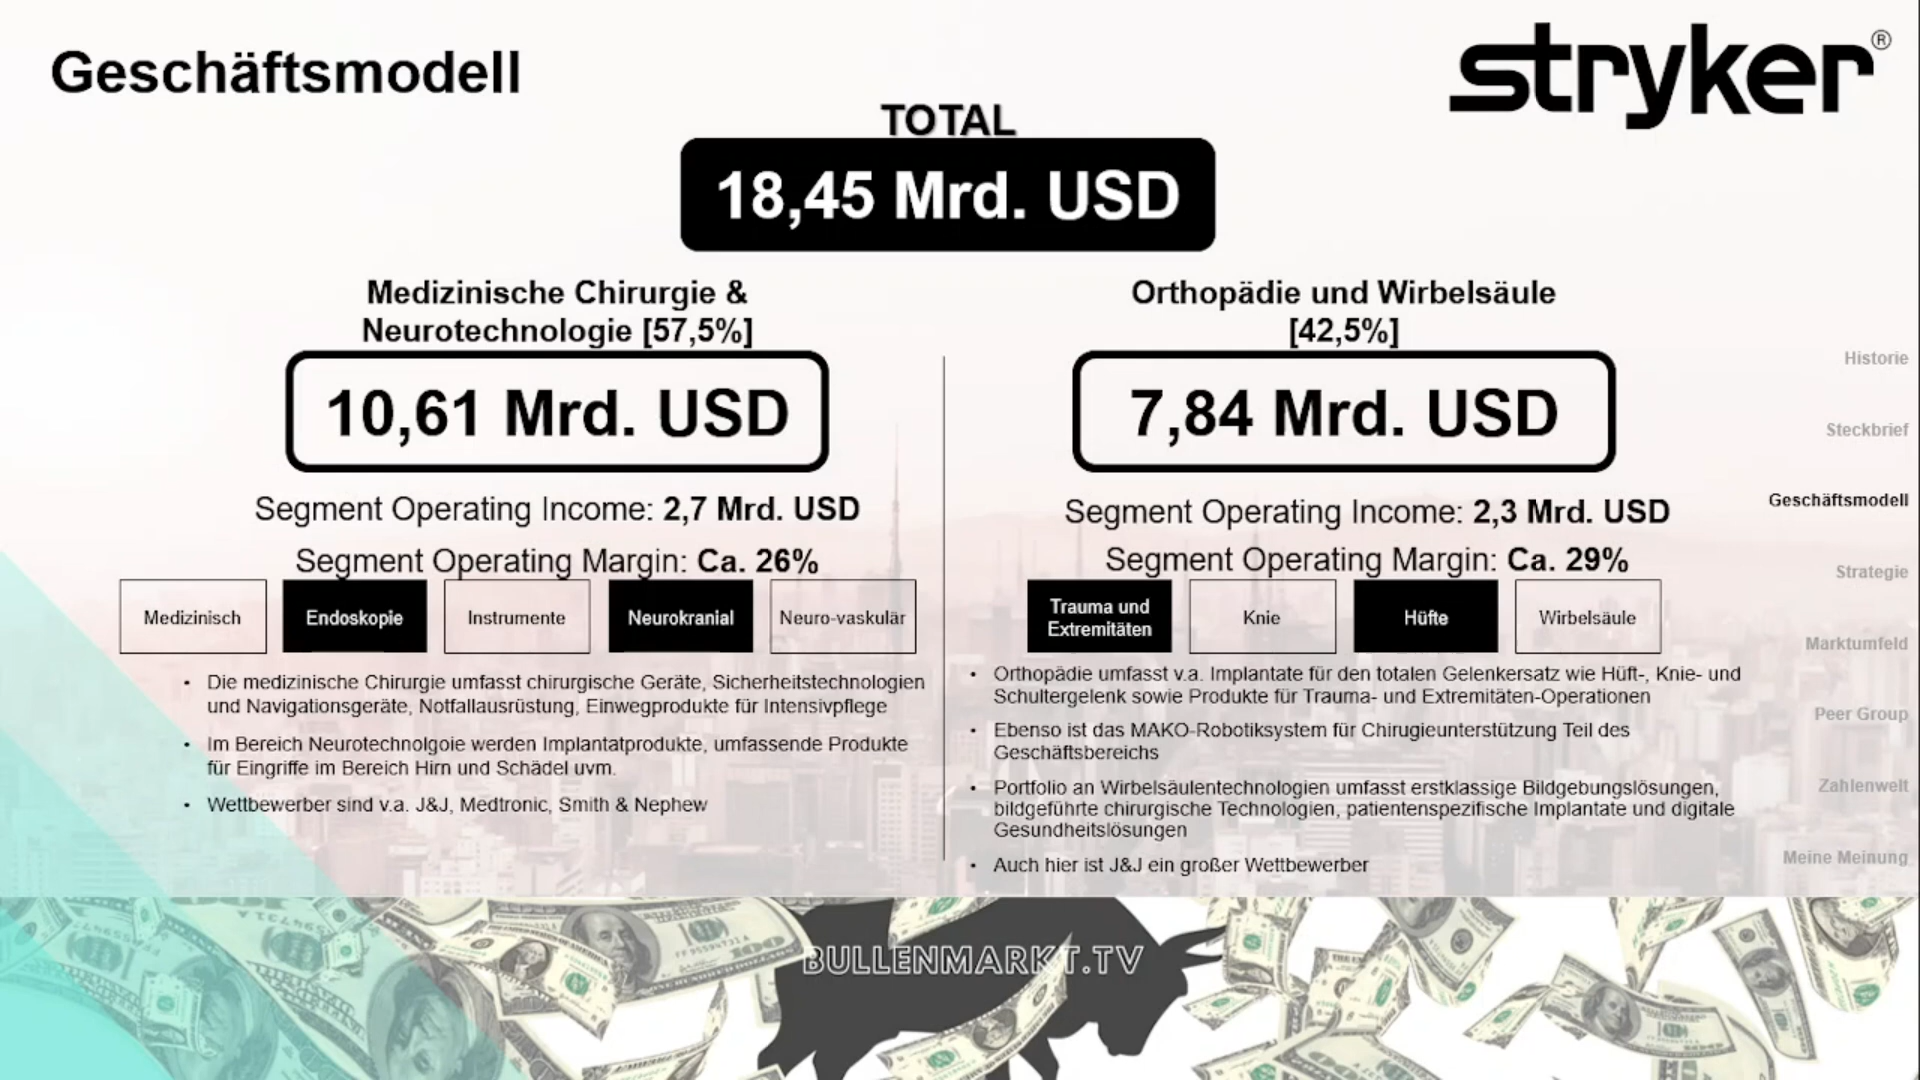 Geschäftsmodell
stryker®
TOTAL
18,45 Mrd. USD
Medizinische Chirurgie &
Neurotechnologie [57,5%]
10,61 Mrd. USD
Segment Operating Income: 2,7 Mrd. USD
Segment Operating Margin: Ca. 26%
Medizinisch
Endoskopie
Instrumente
Neurokranial
Neuro-vaskulär
• Die medizinische Chirurgie umfasst chirurgische Geräte, Sicherheitstechnologien
und Navigationsgeräte, Notfallausrüstung, Einwegprodukte für Intensivpflege
• Im Bereich Neurotechnolgoie werden Implantatprodukte, umfassende Produkte
für Eingriffe im Bereich Hirn und Schädel uvm.
• Wettbewerber sind v.a. J&J, Medtronic, Smith & Nephew
Orthopädie und Wirbelsäule
[42,5%]
7,84 Mrd. USD
Segment Operating Income: 2,3 Mrd. USD
Segment Operating Margin: Ca. 29%
Trauma und
Extremitäten
Knie
Hüfte
Wirbelsäule
• Orthopädie umfasst v.a. Implantate für den totalen Gelenkersatz wie Hüft-, Knie- und
Schultergelenk sowie Produkte für Trauma- und Extremitäten-Operationen
• Ebenso ist das MAKO-Robotiksystem für Chirugieunterstützung Teil des
Geschäftsbereichs
• Portfolio an Wirbelsäulentechnologien umfasst erstklassige Bildgebungslösungen,
bildgeführte chirurgische Technologien, patientenspezifische Implantate und digitale
Gesundheitslösungen
• Auch hier ist J&J ein großer Wettbewerber
Historie
Steckbrief
Geschäftsmodell
Strategie
Marktumfeld
Peer Group
Zahlenwelt
Meine Meinung
BULLENMARKT.TV